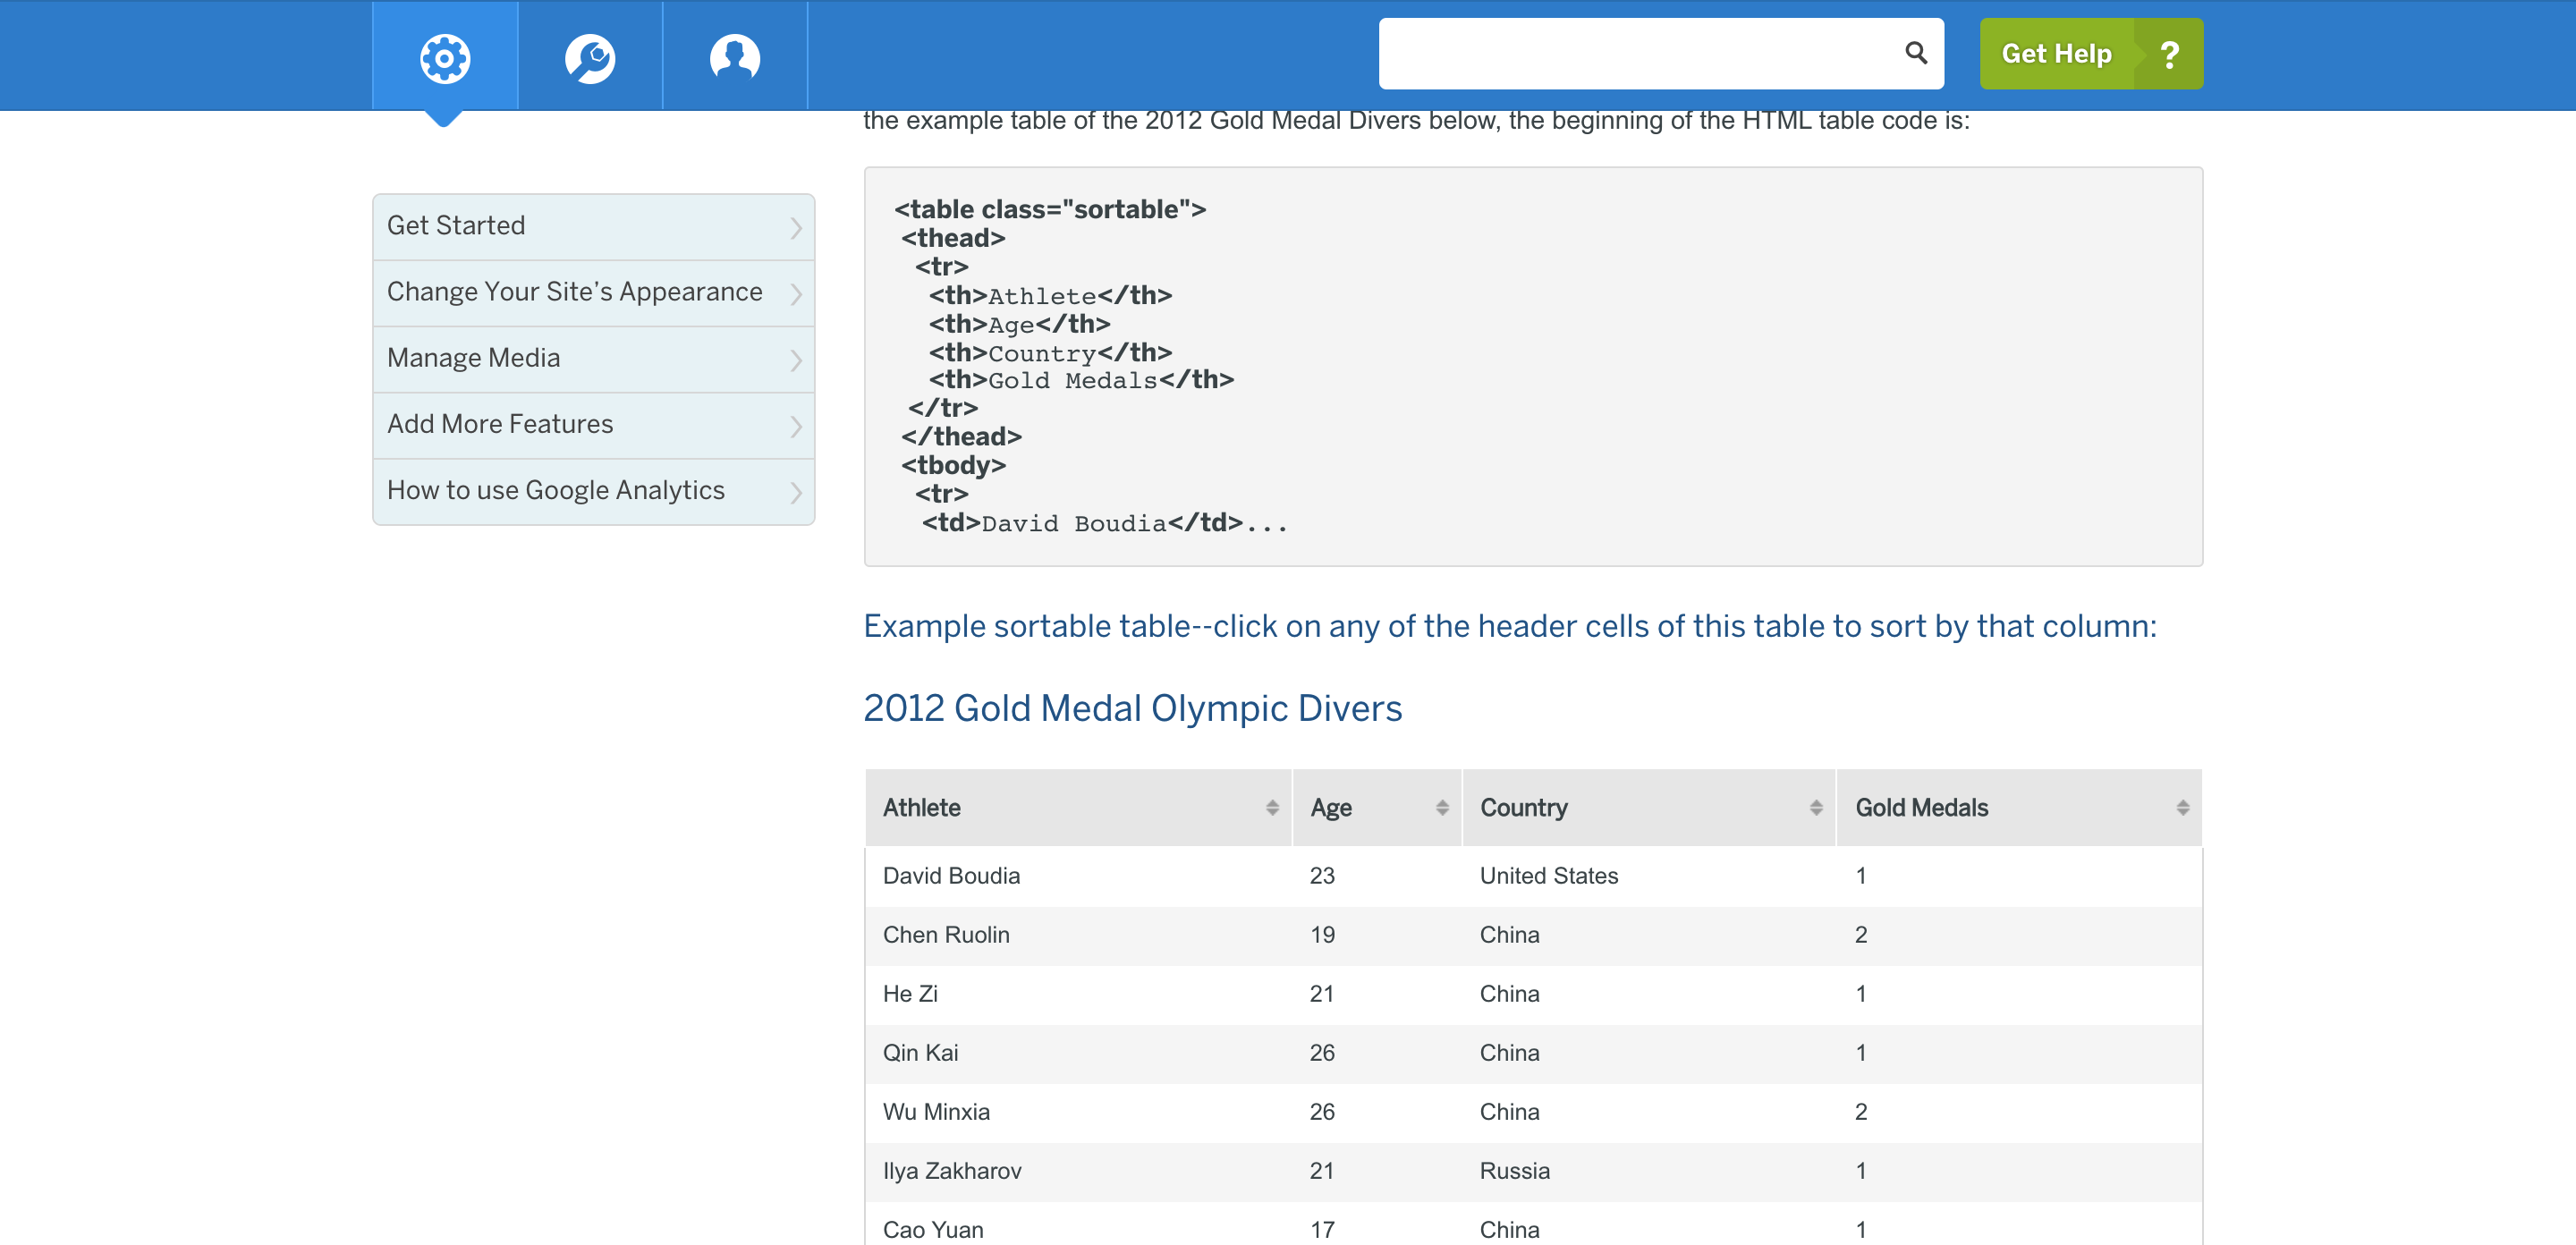 Get Help ?
the example table of the 2012 Gold Medal Divers below, the beginning of the HTML table code is:
Get Started
Change Your Site’s Appearance
Manage Media
Add More Features
How to use Google Analytics
<table class="sortable">
<thead>
<tr>
<th>Athlete</th>
<th>Age</th>
<th>Country</th>
<th>Gold Medals</th>
</tr>
</thead>
<tbody>
<tr>
<td>David Boudia</td>...
Example sortable table--click on any of the header cells of this table to sort by that column:
2012 Gold Medal Olympic Divers
Athlete Age Country Gold Medals
David Boudia 23 United States 1
Chen Ruolin 19 China 2
He Zi 21 China 1
Qin Kai 26 China 1
Wu Minxia 26 China 2
Ilya Zakharov 21 Russia 1
Cao Yuan 17 China 1